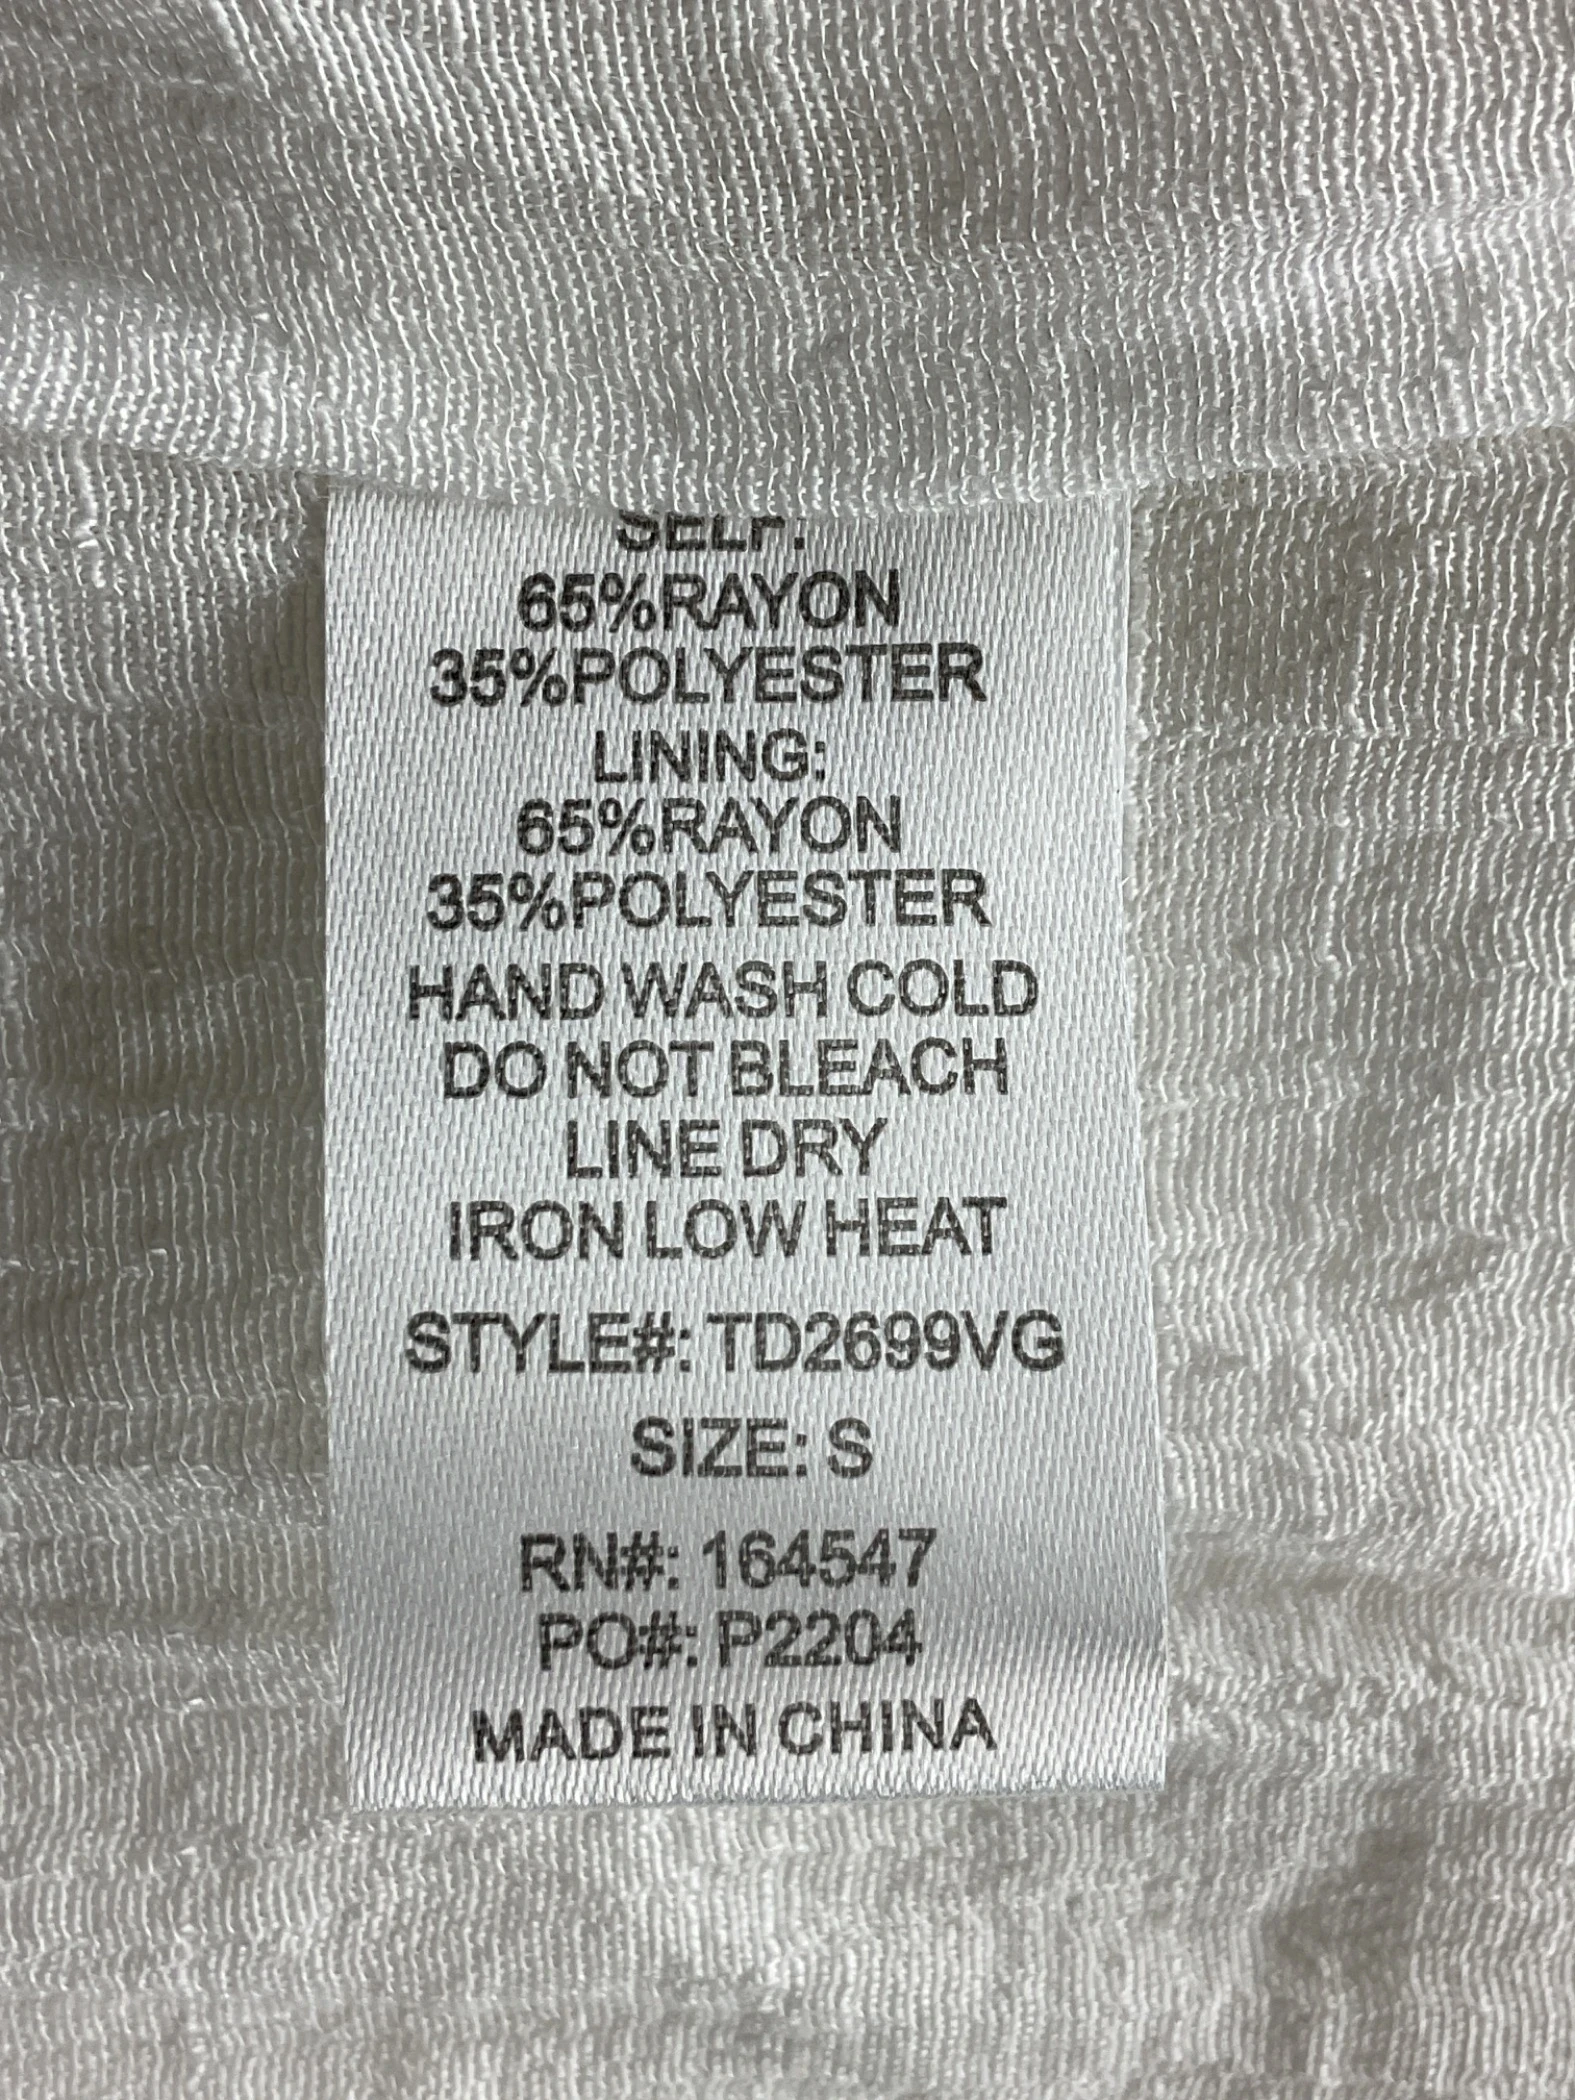 SELF:
65%RAYON
35%POLYESTER
LINING:
65%RAYON
35%POLYESTER
HAND WASH COLD
DO NOT BLEACH
LINE DRY
IRON LOW HEAT
STYLE#: TD2699VG
SIZE: S
RN#: 164547
PO#: P2204
MADE IN CHINA